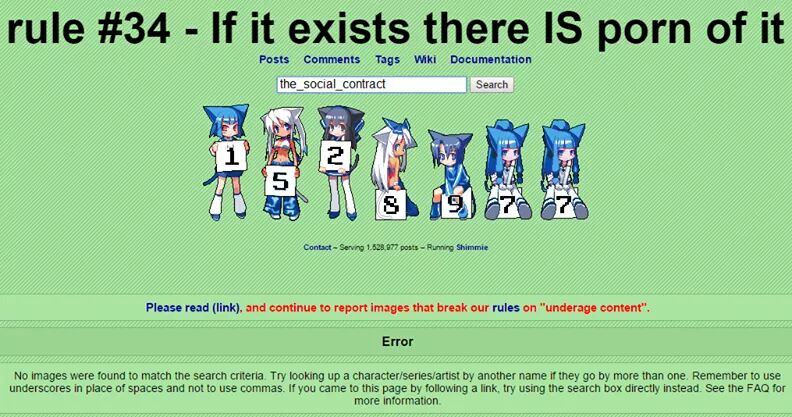 rule #34 - If it exists there IS porn of it
Posts Comments Tags Wiki Documentation
the_social_contract Search
1 5 2 8 9 7 7
Contact – Serving 1,528,977 posts – Running Shimmie
Please read (link), and continue to report images that break our rules on "underage content".
Error
No images were found to match the search criteria. Try looking up a character/series/artist by another name if they go by more than one. Remember to use
underscores in place of spaces and not to use commas. If you came to this page by following a link, try using the search box directly instead. See the FAQ for
more information.